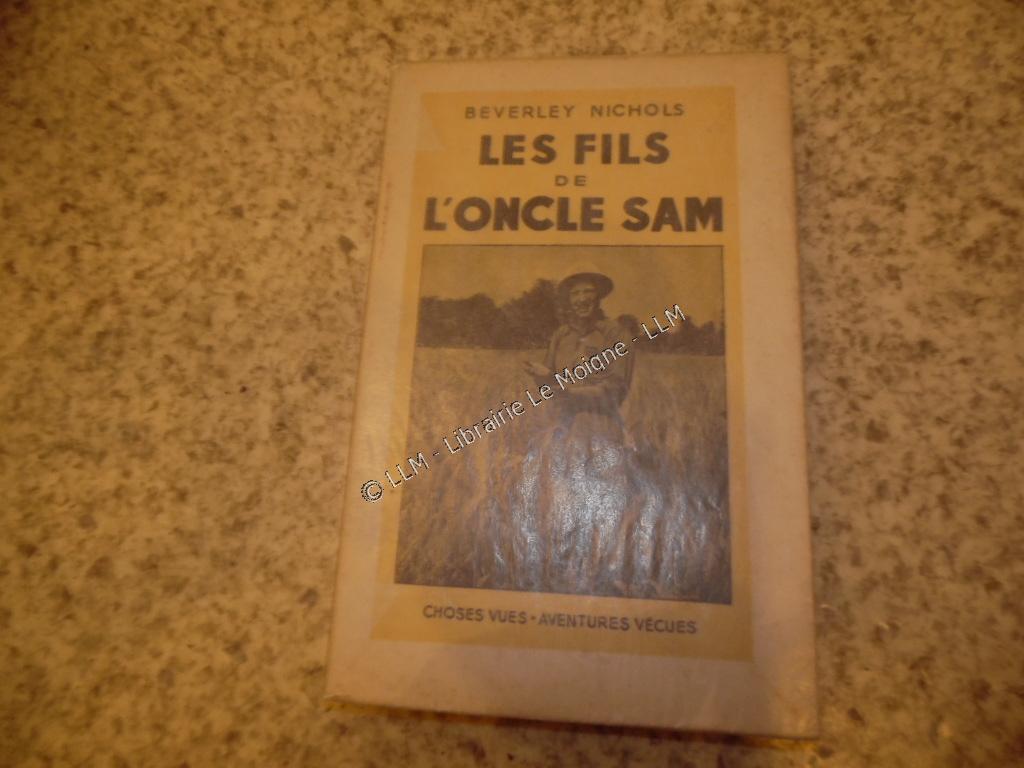 BEVERLEY NICHOLS
LES FILS
DE
L'ONCLE SAM
© LLM - Librairie Le Moigne - LLM
CHOSES VUES - AVENTURES VÉCUES